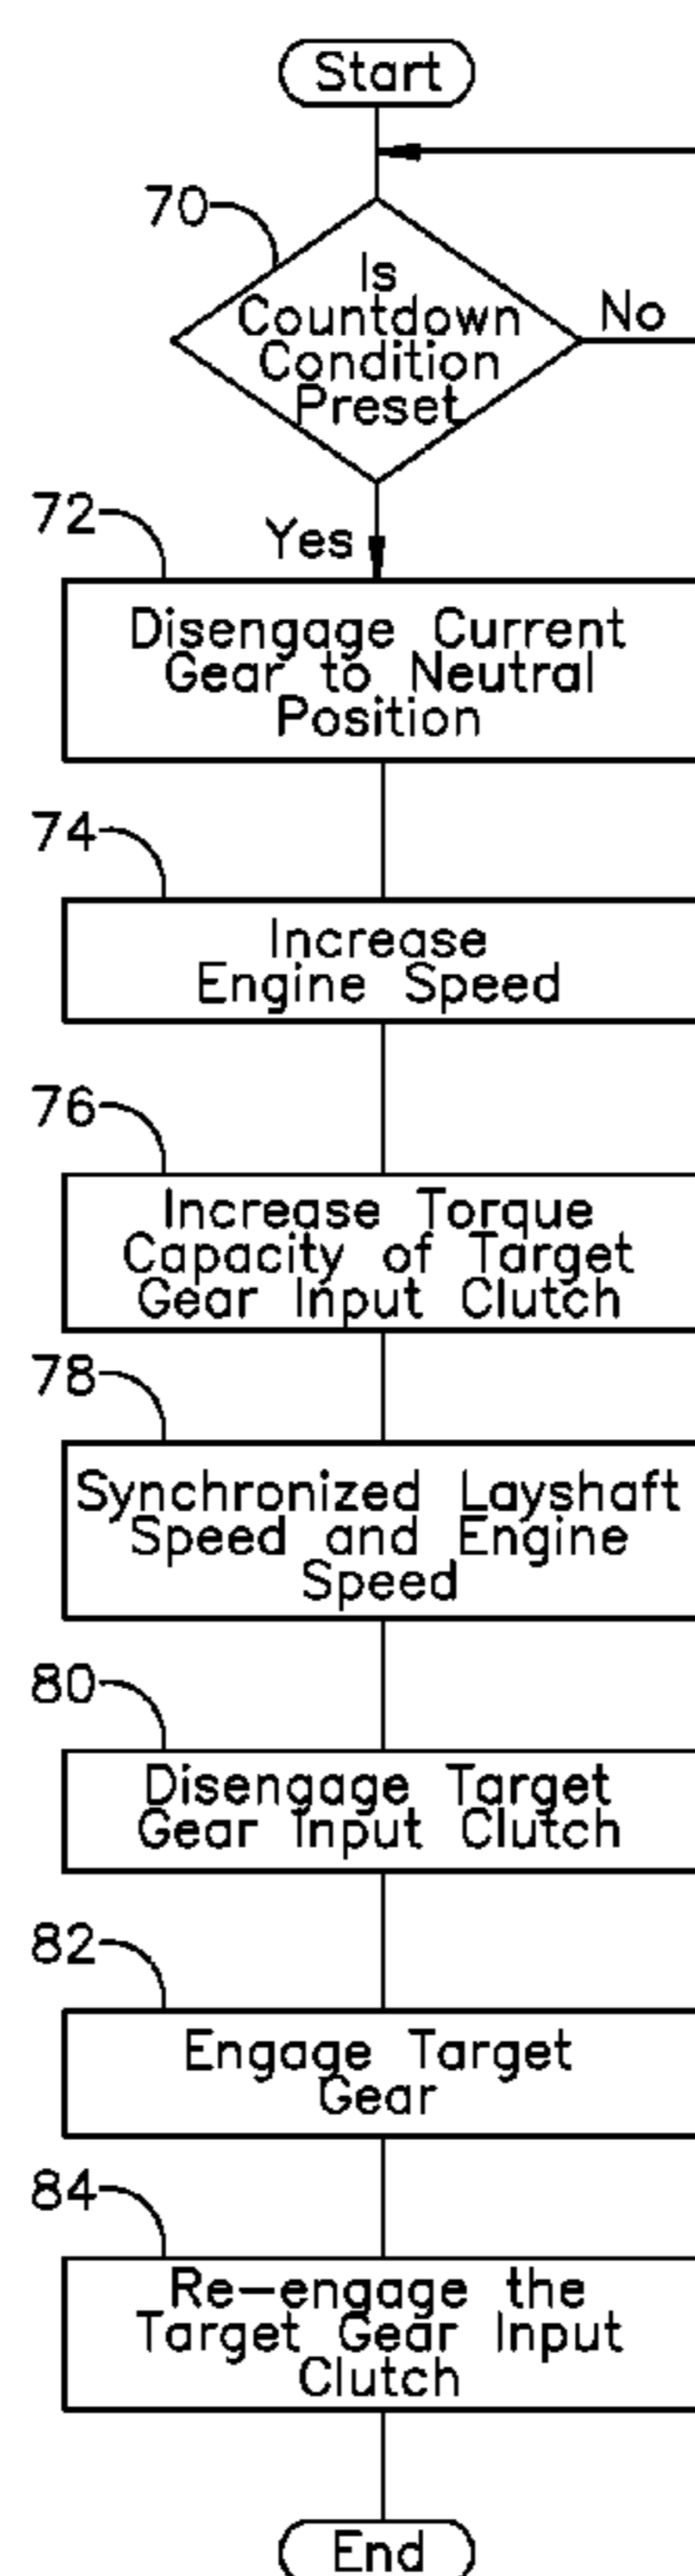 Start
70
Is
Countdown
Condition
Preset
No
Yes
72
Disengage Current
Gear to Neutral
Position
74
Increase
Engine Speed
76
Increase Torque
Capacity of Target
Gear Input Clutch
78
Synchronized Layshaft
Speed and Engine
Speed
80
Disengage Target
Gear Input Clutch
82
Engage Target
Gear
84
Re-engage the
Target Gear Input
Clutch
End